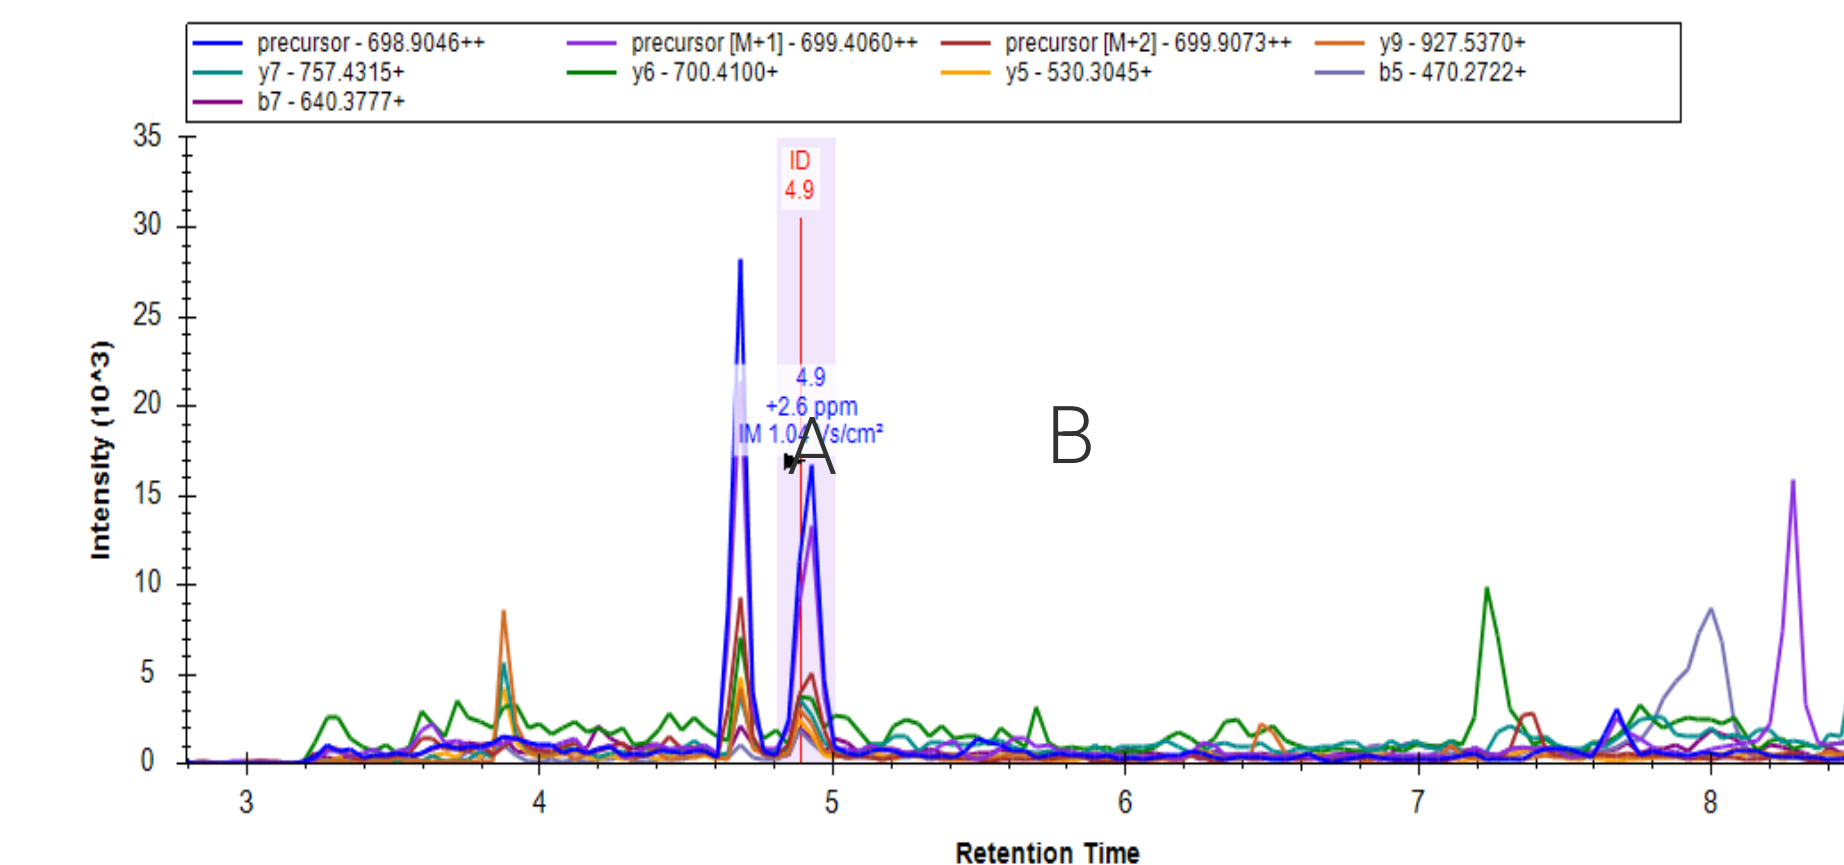 precursor - 698.9046++ precursor [M+1] - 699.4060++ precursor [M+2] - 699.9073++ y9 - 927.5370+
y7 - 757.4315+ y6 - 700.4100+ y5 - 530.3045+ b5 - 470.2722+
b7 - 640.3777+
35
ID
4.9
30
25
4.9
20
+2.6 ppm
IM 1.04 Vs/cm²
A
B
15
10
5
0
3 4 5 6 7 8
Intensity (10^3)
Retention Time